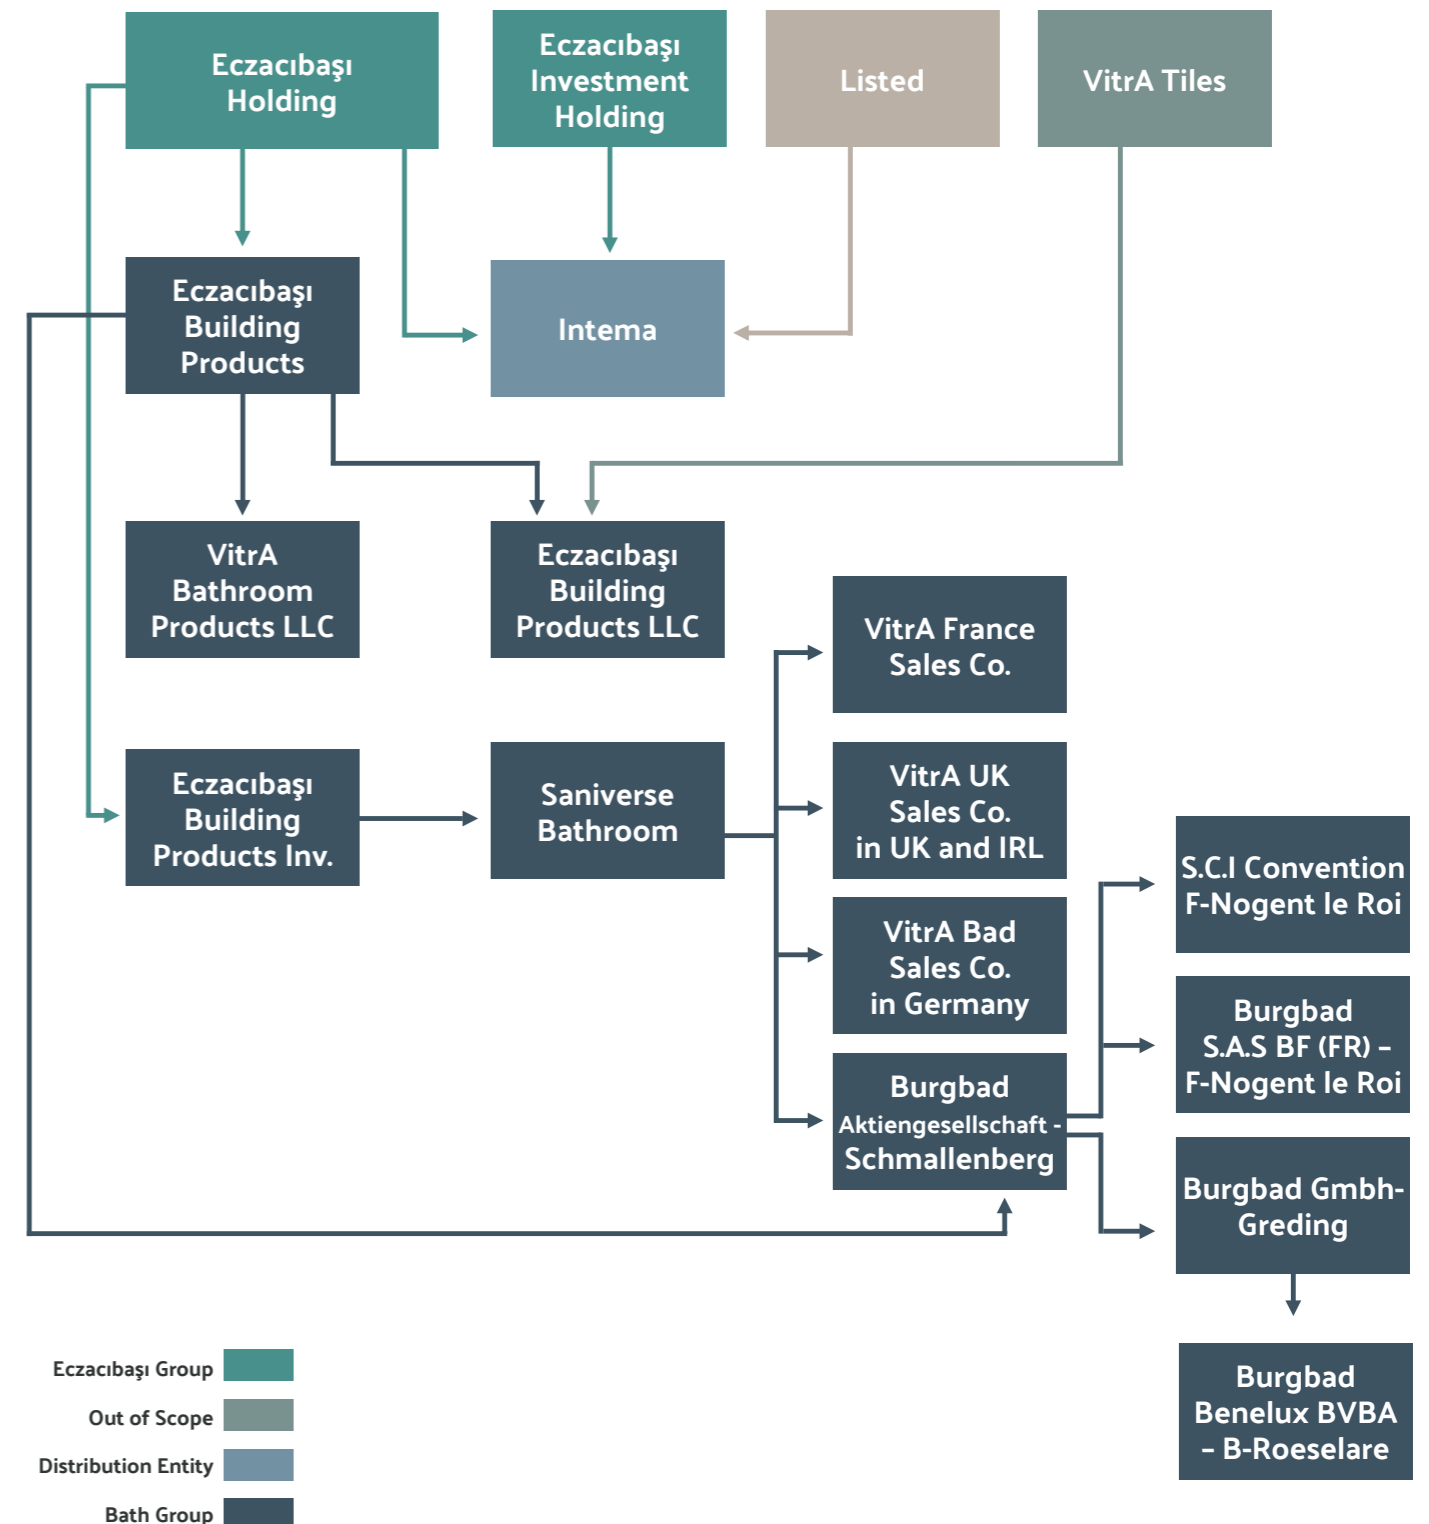 Eczacıbaşı
Holding
Eczacıbaşı
Investment
Holding
Listed
VitrA Tiles
Eczacıbaşı
Building
Products
Intema
VitrA
Bathroom
Products LLC
Eczacıbaşı
Building
Products LLC
VitrA France
Sales Co.
Eczacıbaşı
Building
Products Inv.
Saniverse
Bathroom
VitrA UK
Sales Co.
in UK and IRL
VitrA Bad
Sales Co.
in Germany
Burgbad
Aktiengesellschaft -
Schmallenberg
S.C.I Convention
F-Nogent le Roi
Burgbad
S.A.S BF (FR) –
F-Nogent le Roi
Burgbad Gmbh-
Greding
Burgbad
Benelux BVBA
– B-Roeselare
Eczacıbaşı Group
Out of Scope
Distribution Entity
Bath Group